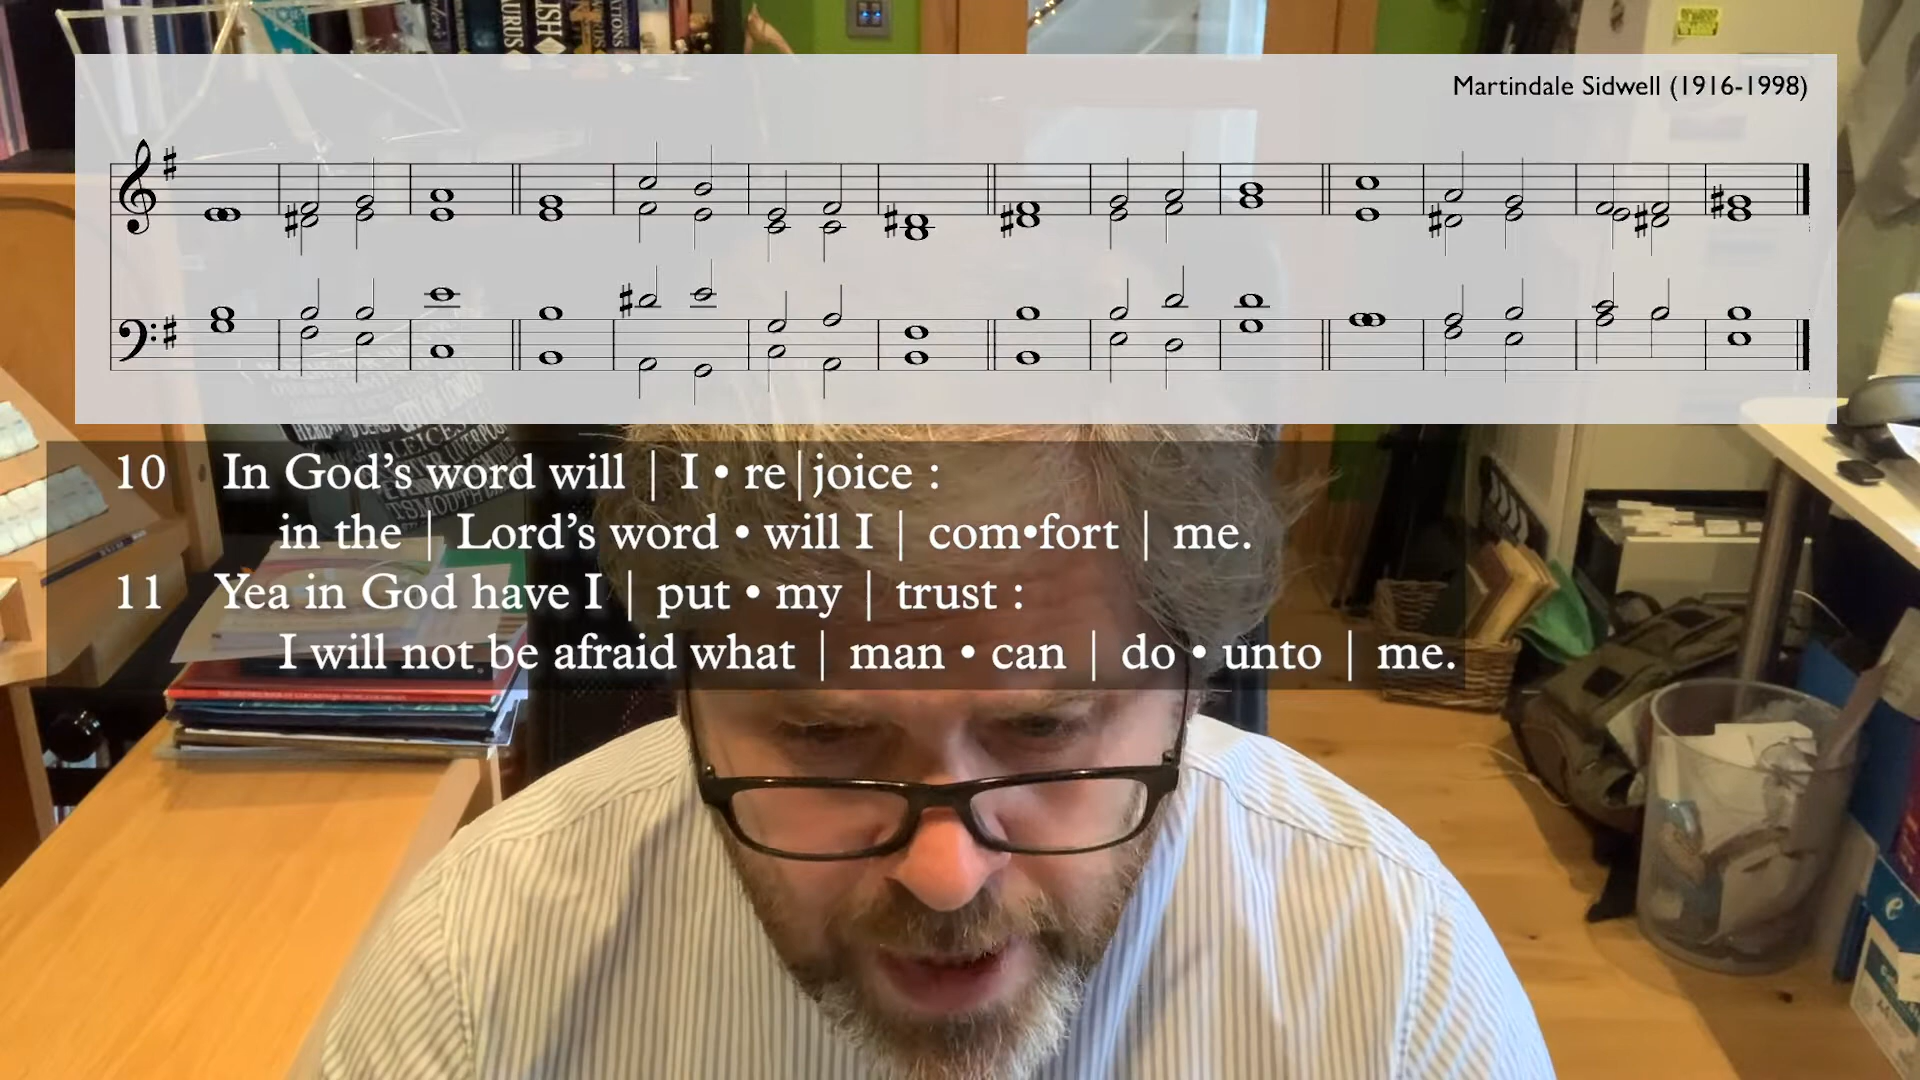 Martindale Sidwell (1916-1998)
10 In God’s word will | I • re|joice :
in the | Lord’s word • will I | com•fort | me.
11 Yea in God have I | put • my | trust :
I will not be afraid what | man • can | do • unto | me.